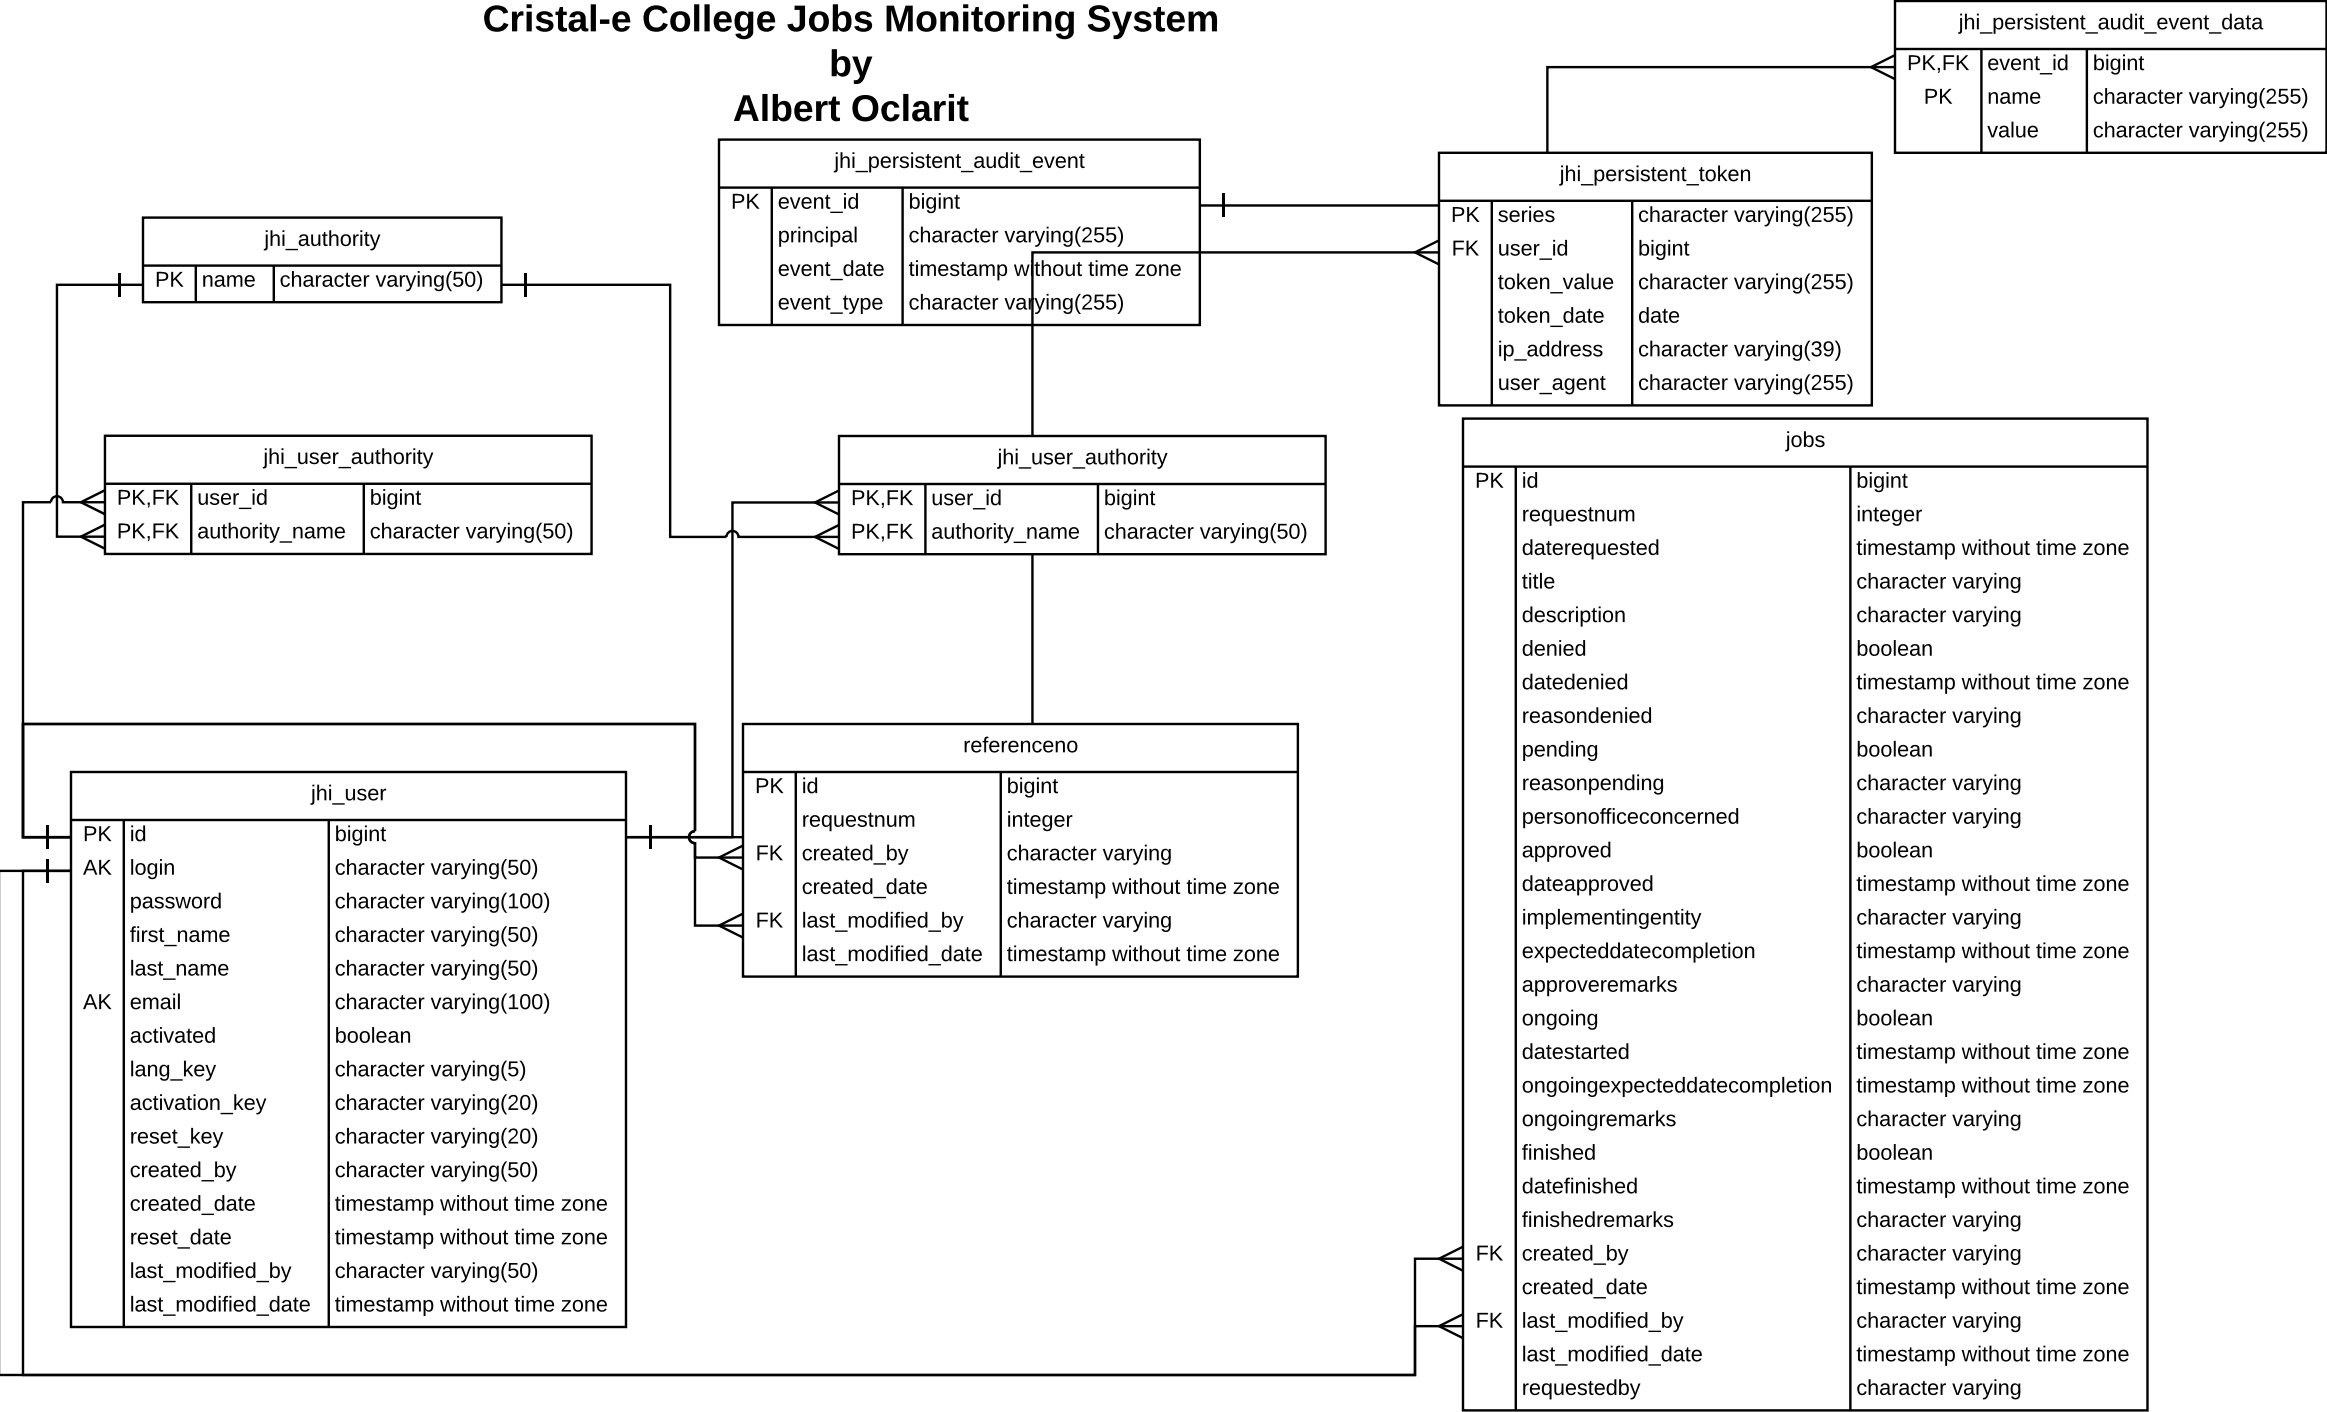 Cristal-e College Jobs Monitoring System
by
Albert Oclarit
jhi_persistent_audit_event_data
PK,FK event_id bigint
PK name character varying(255)
value character varying(255)
jhi_persistent_audit_event
PK event_id bigint
principal character varying(255)
event_date timestamp without time zone
event_type character varying(255)
jhi_persistent_token
PK series character varying(255)
FK user_id bigint
token_value character varying(255)
token_date date
ip_address character varying(39)
user_agent character varying(255)
jhi_authority
PK name character varying(50)
jhi_user_authority
PK,FK user_id bigint
PK,FK authority_name character varying(50)
jhi_user_authority
PK,FK user_id bigint
PK,FK authority_name character varying(50)
jobs
PK id bigint
requestnum integer
daterequested timestamp without time zone
title character varying
description character varying
denied boolean
datedenied timestamp without time zone
reasondenied character varying
pending boolean
reasonpending character varying
personofficeconcerned character varying
approved boolean
dateapproved timestamp without time zone
implementingentity character varying
expecteddatecompletion timestamp without time zone
approveremarks character varying
ongoing boolean
datestarted timestamp without time zone
ongoingexpecteddatecompletion timestamp without time zone
ongoingremarks character varying
finished boolean
datefinished timestamp without time zone
finishedremarks character varying
FK created_by character varying
created_date timestamp without time zone
FK last_modified_by character varying
last_modified_date timestamp without time zone
requestedby character varying
referenceno
PK id bigint
requestnum integer
FK created_by character varying
created_date timestamp without time zone
FK last_modified_by character varying
last_modified_date timestamp without time zone
jhi_user
PK id bigint
AK login character varying(50)
password character varying(100)
first_name character varying(50)
last_name character varying(50)
AK email character varying(100)
activated boolean
lang_key character varying(5)
activation_key character varying(20)
reset_key character varying(20)
created_by character varying(50)
created_date timestamp without time zone
reset_date timestamp without time zone
last_modified_by character varying(50)
last_modified_date timestamp without time zone